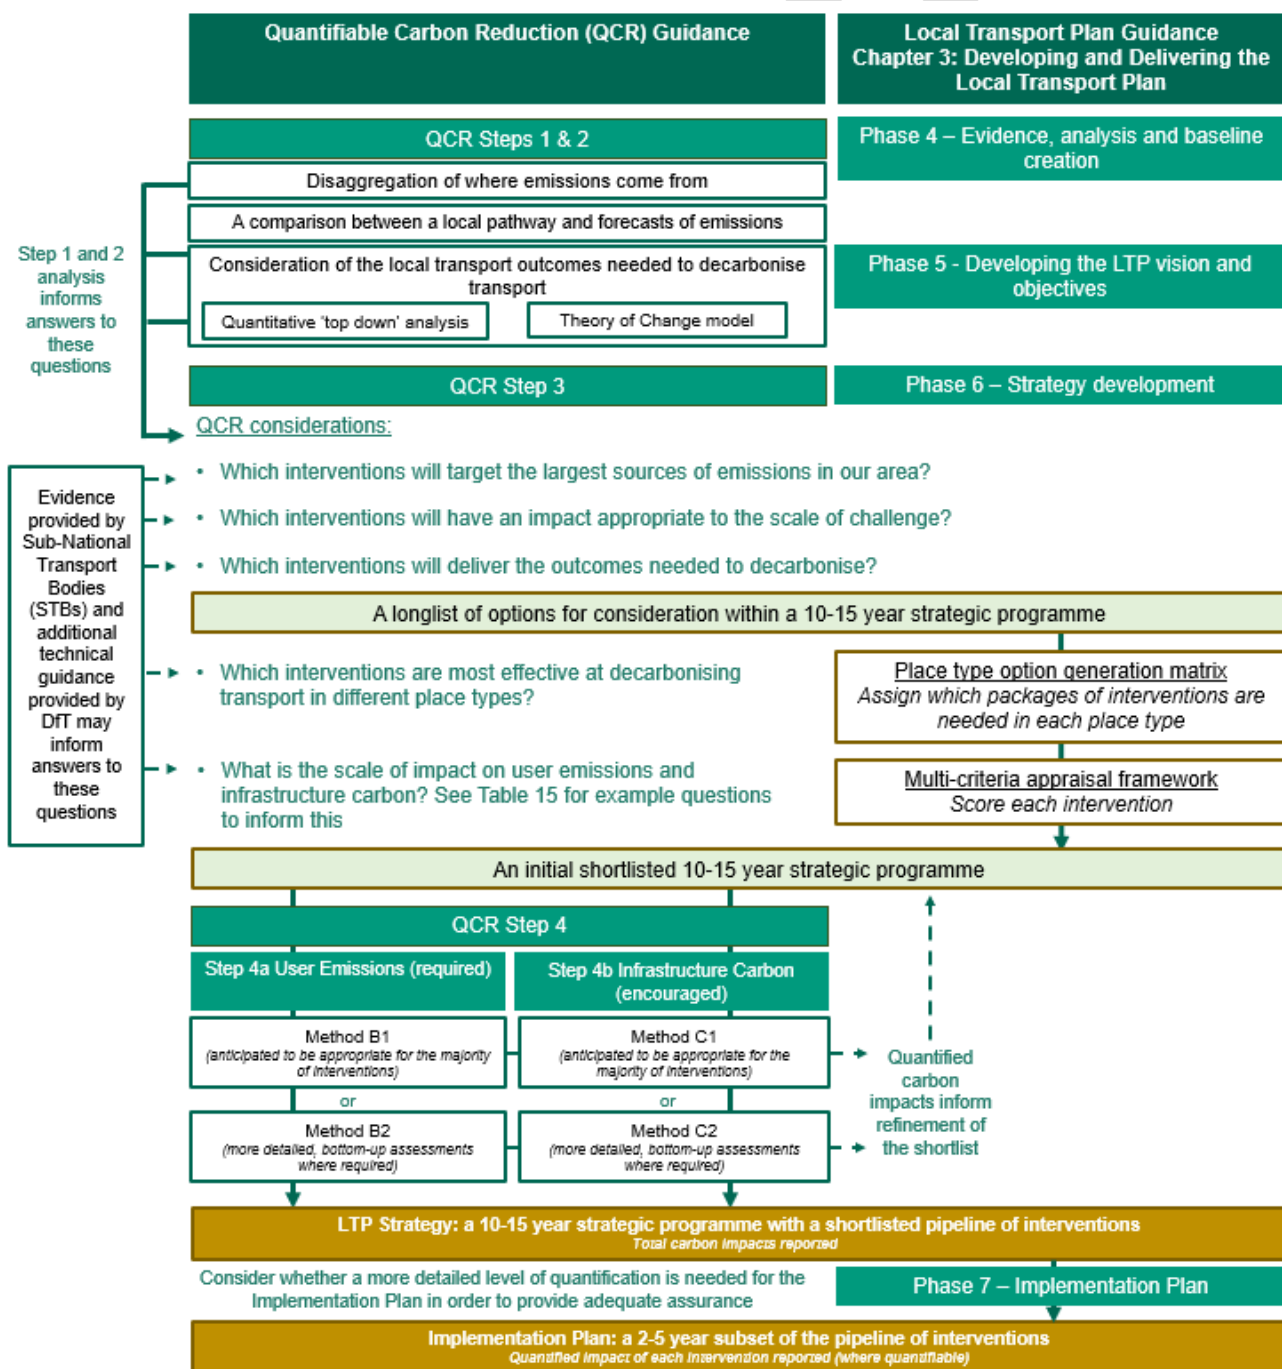 Quantifiable Carbon Reduction (QCR) Guidance
Local Transport Plan Guidance
Chapter 3: Developing and Delivering the
Local Transport Plan
QCR Steps 1 & 2
Phase 4 – Evidence, analysis and baseline
creation
Disaggregation of where emissions come from
A comparison between a local pathway and forecasts of emissions
Step 1 and 2
analysis
informs
answers to
these
questions
Consideration of the local transport outcomes needed to decarbonise
transport
Quantitative 'top down' analysis
Theory of Change model
Phase 5 - Developing the LTP vision and
objectives
QCR Step 3
Phase 6 – Strategy development
QCR considerations:
• Which interventions will target the largest sources of emissions in our area?
• Which interventions will have an impact appropriate to the scale of challenge?
• Which interventions will deliver the outcomes needed to decarbonise?
Evidence
provided by
Sub-National
Transport
Bodies
(STBs) and
additional
technical
guidance
provided by
DfT may
inform
answers to
these
questions
A longlist of options for consideration within a 10-15 year strategic programme
• Which interventions are most effective at decarbonising
transport in different place types?
Place type option generation matrix
Assign which packages of interventions are
needed in each place type
• What is the scale of impact on user emissions and
infrastructure carbon? See Table 15 for example questions
to inform this
Multi-criteria appraisal framework
Score each intervention
An initial shortlisted 10-15 year strategic programme
QCR Step 4
Step 4a User Emissions (required)
Step 4b Infrastructure Carbon
(encouraged)
Method B1
(anticipated to be appropriate for the majority
of interventions)
Method C1
(anticipated to be appropriate for the
majority of interventions)
or
or
Method B2
(more detailed, bottom-up assessments
where required)
Method C2
(more detailed, bottom-up assessments
where required)
Quantified
carbon
impacts inform
refinement of
the shortlist
LTP Strategy: a 10-15 year strategic programme with a shortlisted pipeline of interventions
Total carbon impacts reported
Consider whether a more detailed level of quantification is needed for the
Implementation Plan in order to provide adequate assurance
Phase 7 – Implementation Plan
Implementation Plan: a 2-5 year subset of the pipeline of interventions
Quantified impact of each intervention reported (where quantifiable)